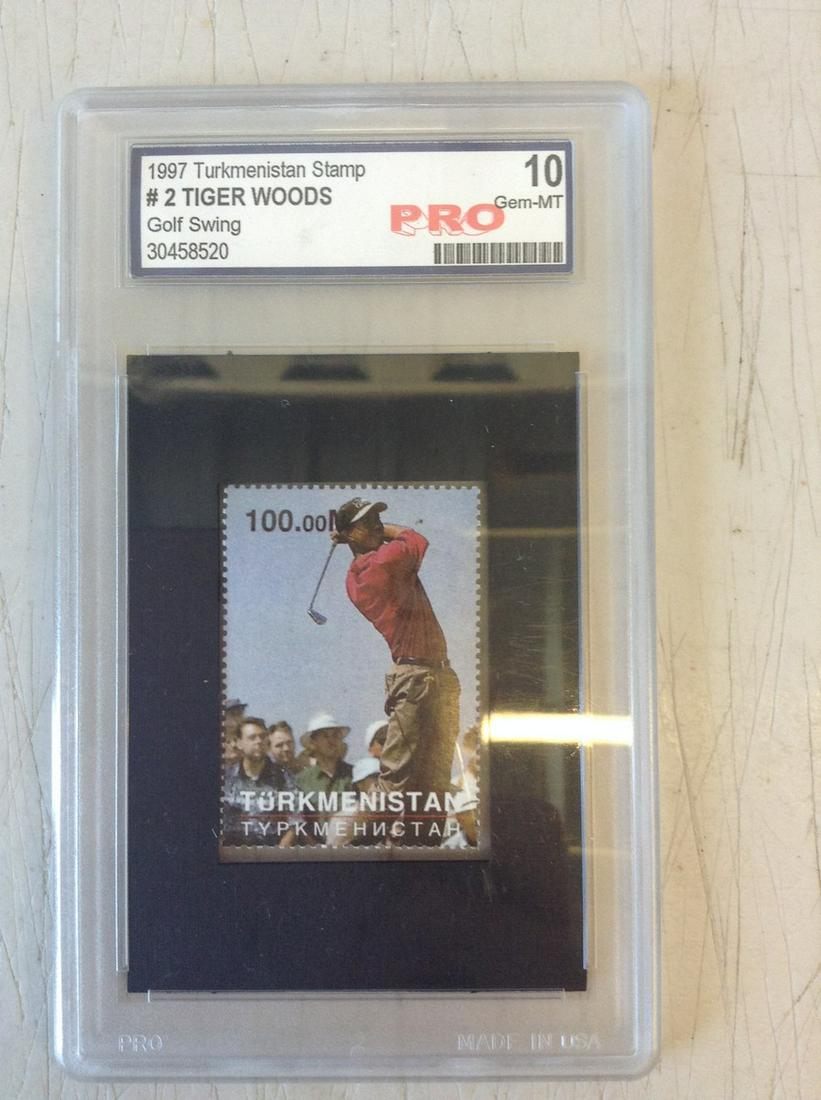 1997 Turkmenistan Stamp
# 2 TIGER WOODS
Golf Swing
30458520
PRO
10
Gem-MT
100.00M
TüRKMENISTAN
ТУРКМЕНИСТАН
PRO 2 MADE IN USA